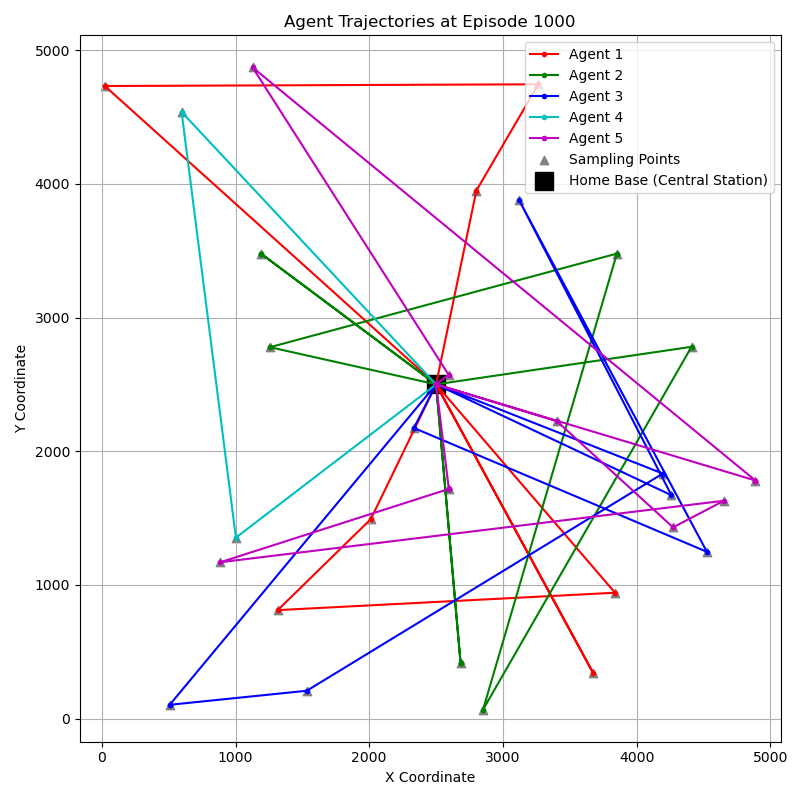 Agent Trajectories at Episode 1000
Agent 1
Agent 2
Agent 3
Agent 4
Agent 5
Sampling Points
Home Base (Central Station)
Y Coordinate
5000
4000
3000
2000
1000
0
0 1000 2000 3000 4000 5000
X Coordinate